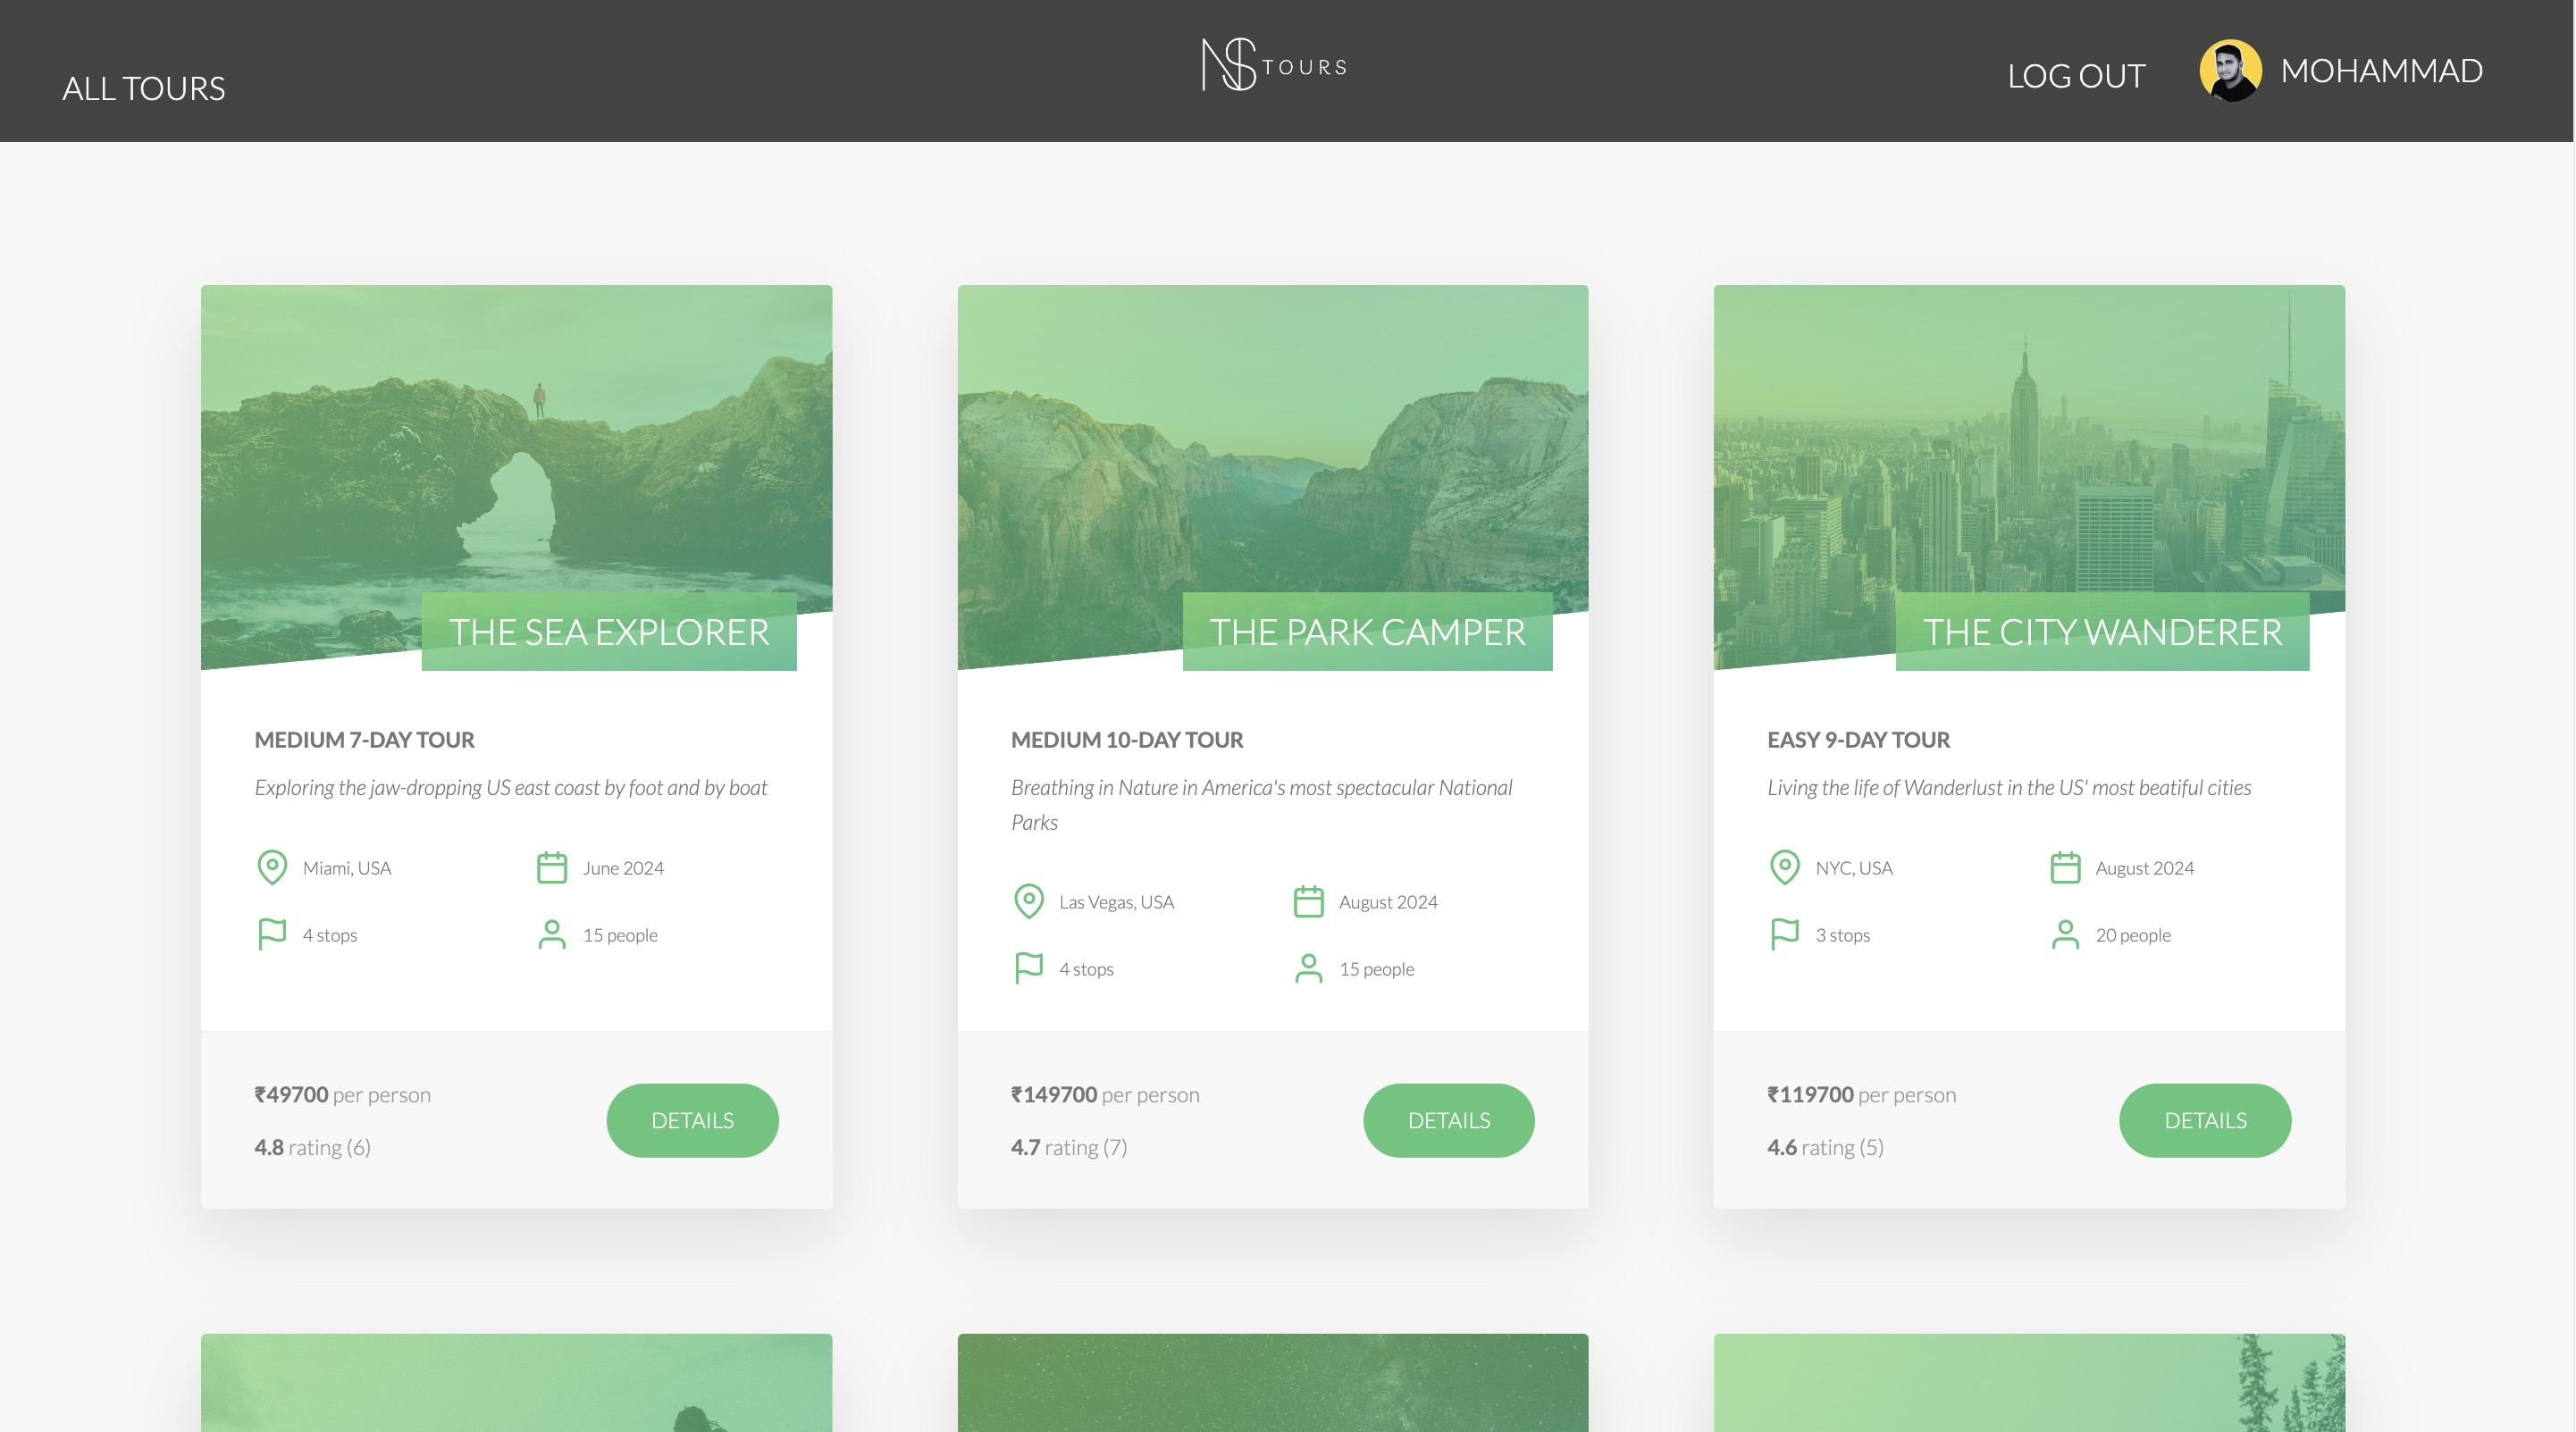 ALL TOURS
NS TOURS
LOG OUT
MOHAMMAD
THE SEA EXPLORER
MEDIUM 7-DAY TOUR
Exploring the jaw-dropping US east coast by foot and by boat
Miami, USA
June 2024
4 stops
15 people
₹49700 per person
4.8 rating (6)
DETAILS
THE PARK CAMPER
MEDIUM 10-DAY TOUR
Breathing in Nature in America's most spectacular National
Parks
Las Vegas, USA
August 2024
4 stops
15 people
₹149700 per person
4.7 rating (7)
DETAILS
THE CITY WANDERER
EASY 9-DAY TOUR
Living the life of Wanderlust in the US' most beatiful cities
NYC, USA
August 2024
3 stops
20 people
₹119700 per person
4.6 rating (5)
DETAILS